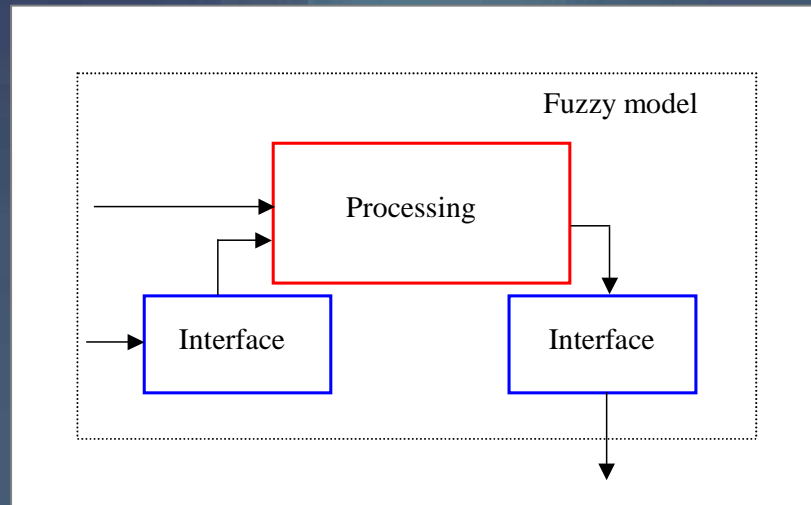 Fuzzy model
Processing
Interface
Interface